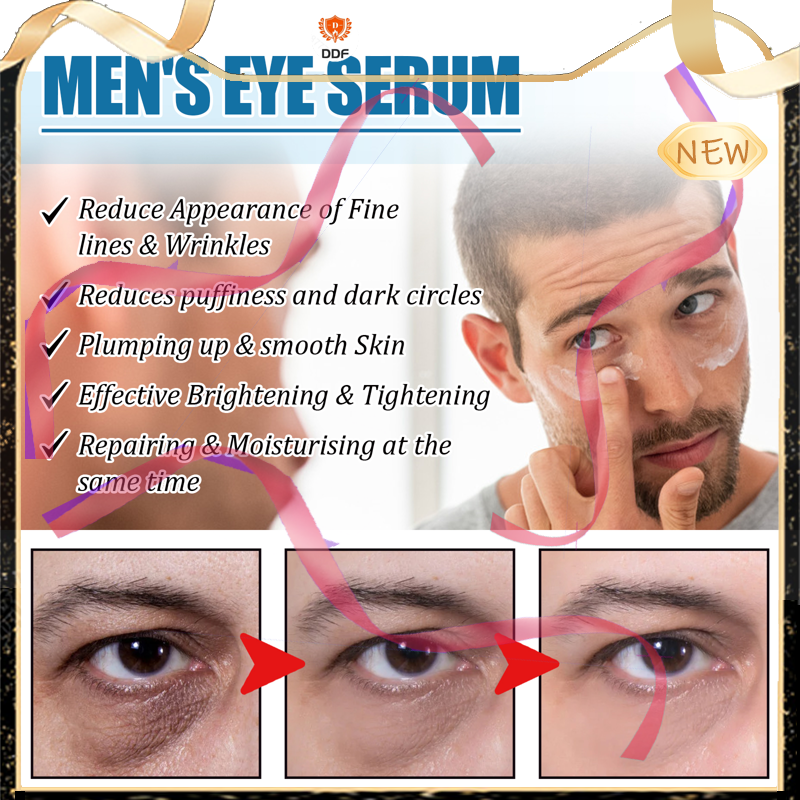 DDF
MEN'S EYE SERUM
NEW
Reduce Appearance of Fine
lines & Wrinkles
Reduces puffiness and dark circles
Plumping up & smooth Skin
Effective Brightening & Tightening
Repairing & Moisturising at the
same time